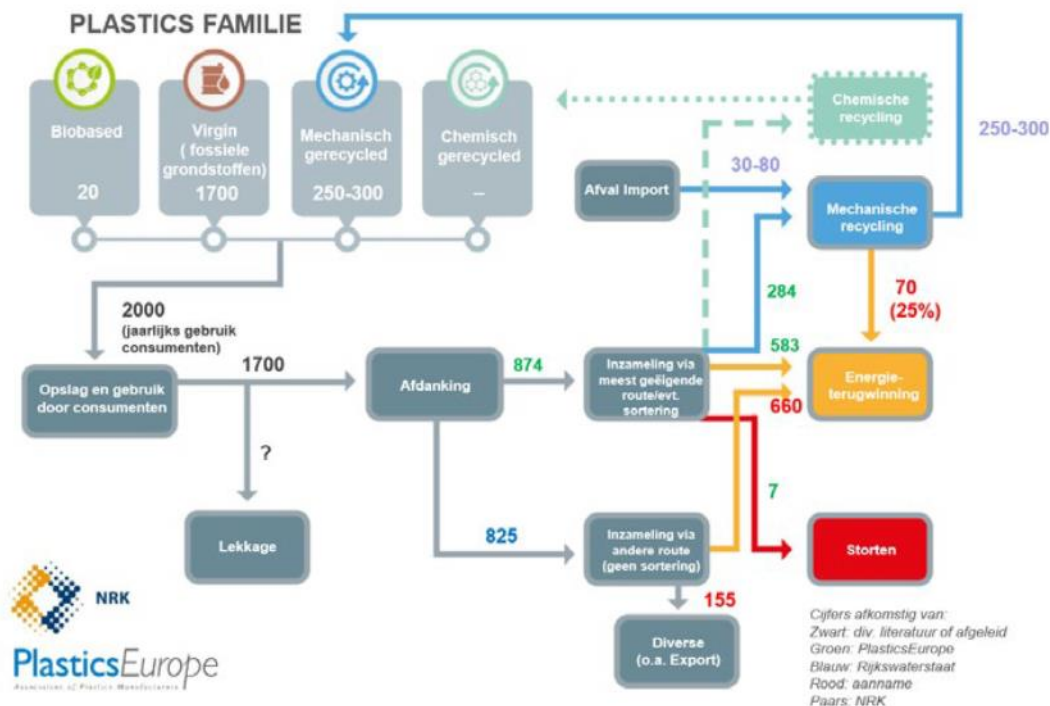 PLASTICS FAMILIE
Biobased
20
Virgin
( fossiele
grondstoffen)
1700
Mechanisch
gerecycled
250-300
Chemisch
gerecycled
–
Chemische
recycling
250-300
Afval Import
30-80
Mechanische
recycling
2000
(jaarlijks gebruik
consumenten)
284
70
(25%)
Opslag en gebruik
door consumenten
1700
Afdanking
874
Inzameling via
meest geëigende
route/evt.
sortering
583
660
Energie-
terugwinning
?
7
Lekkage
825
Inzameling via
andere route
(geen sortering)
Storten
155
Diverse
(o.a. Export)
NRK
PlasticsEurope
Association of Plastics Manufacturers
Cijfers afkomstig van:
Zwart: div. literatuur of afgeleid
Groen: PlasticsEurope
Blauw: Rijkswaterstaat
Rood: aanname
Paars: NRK